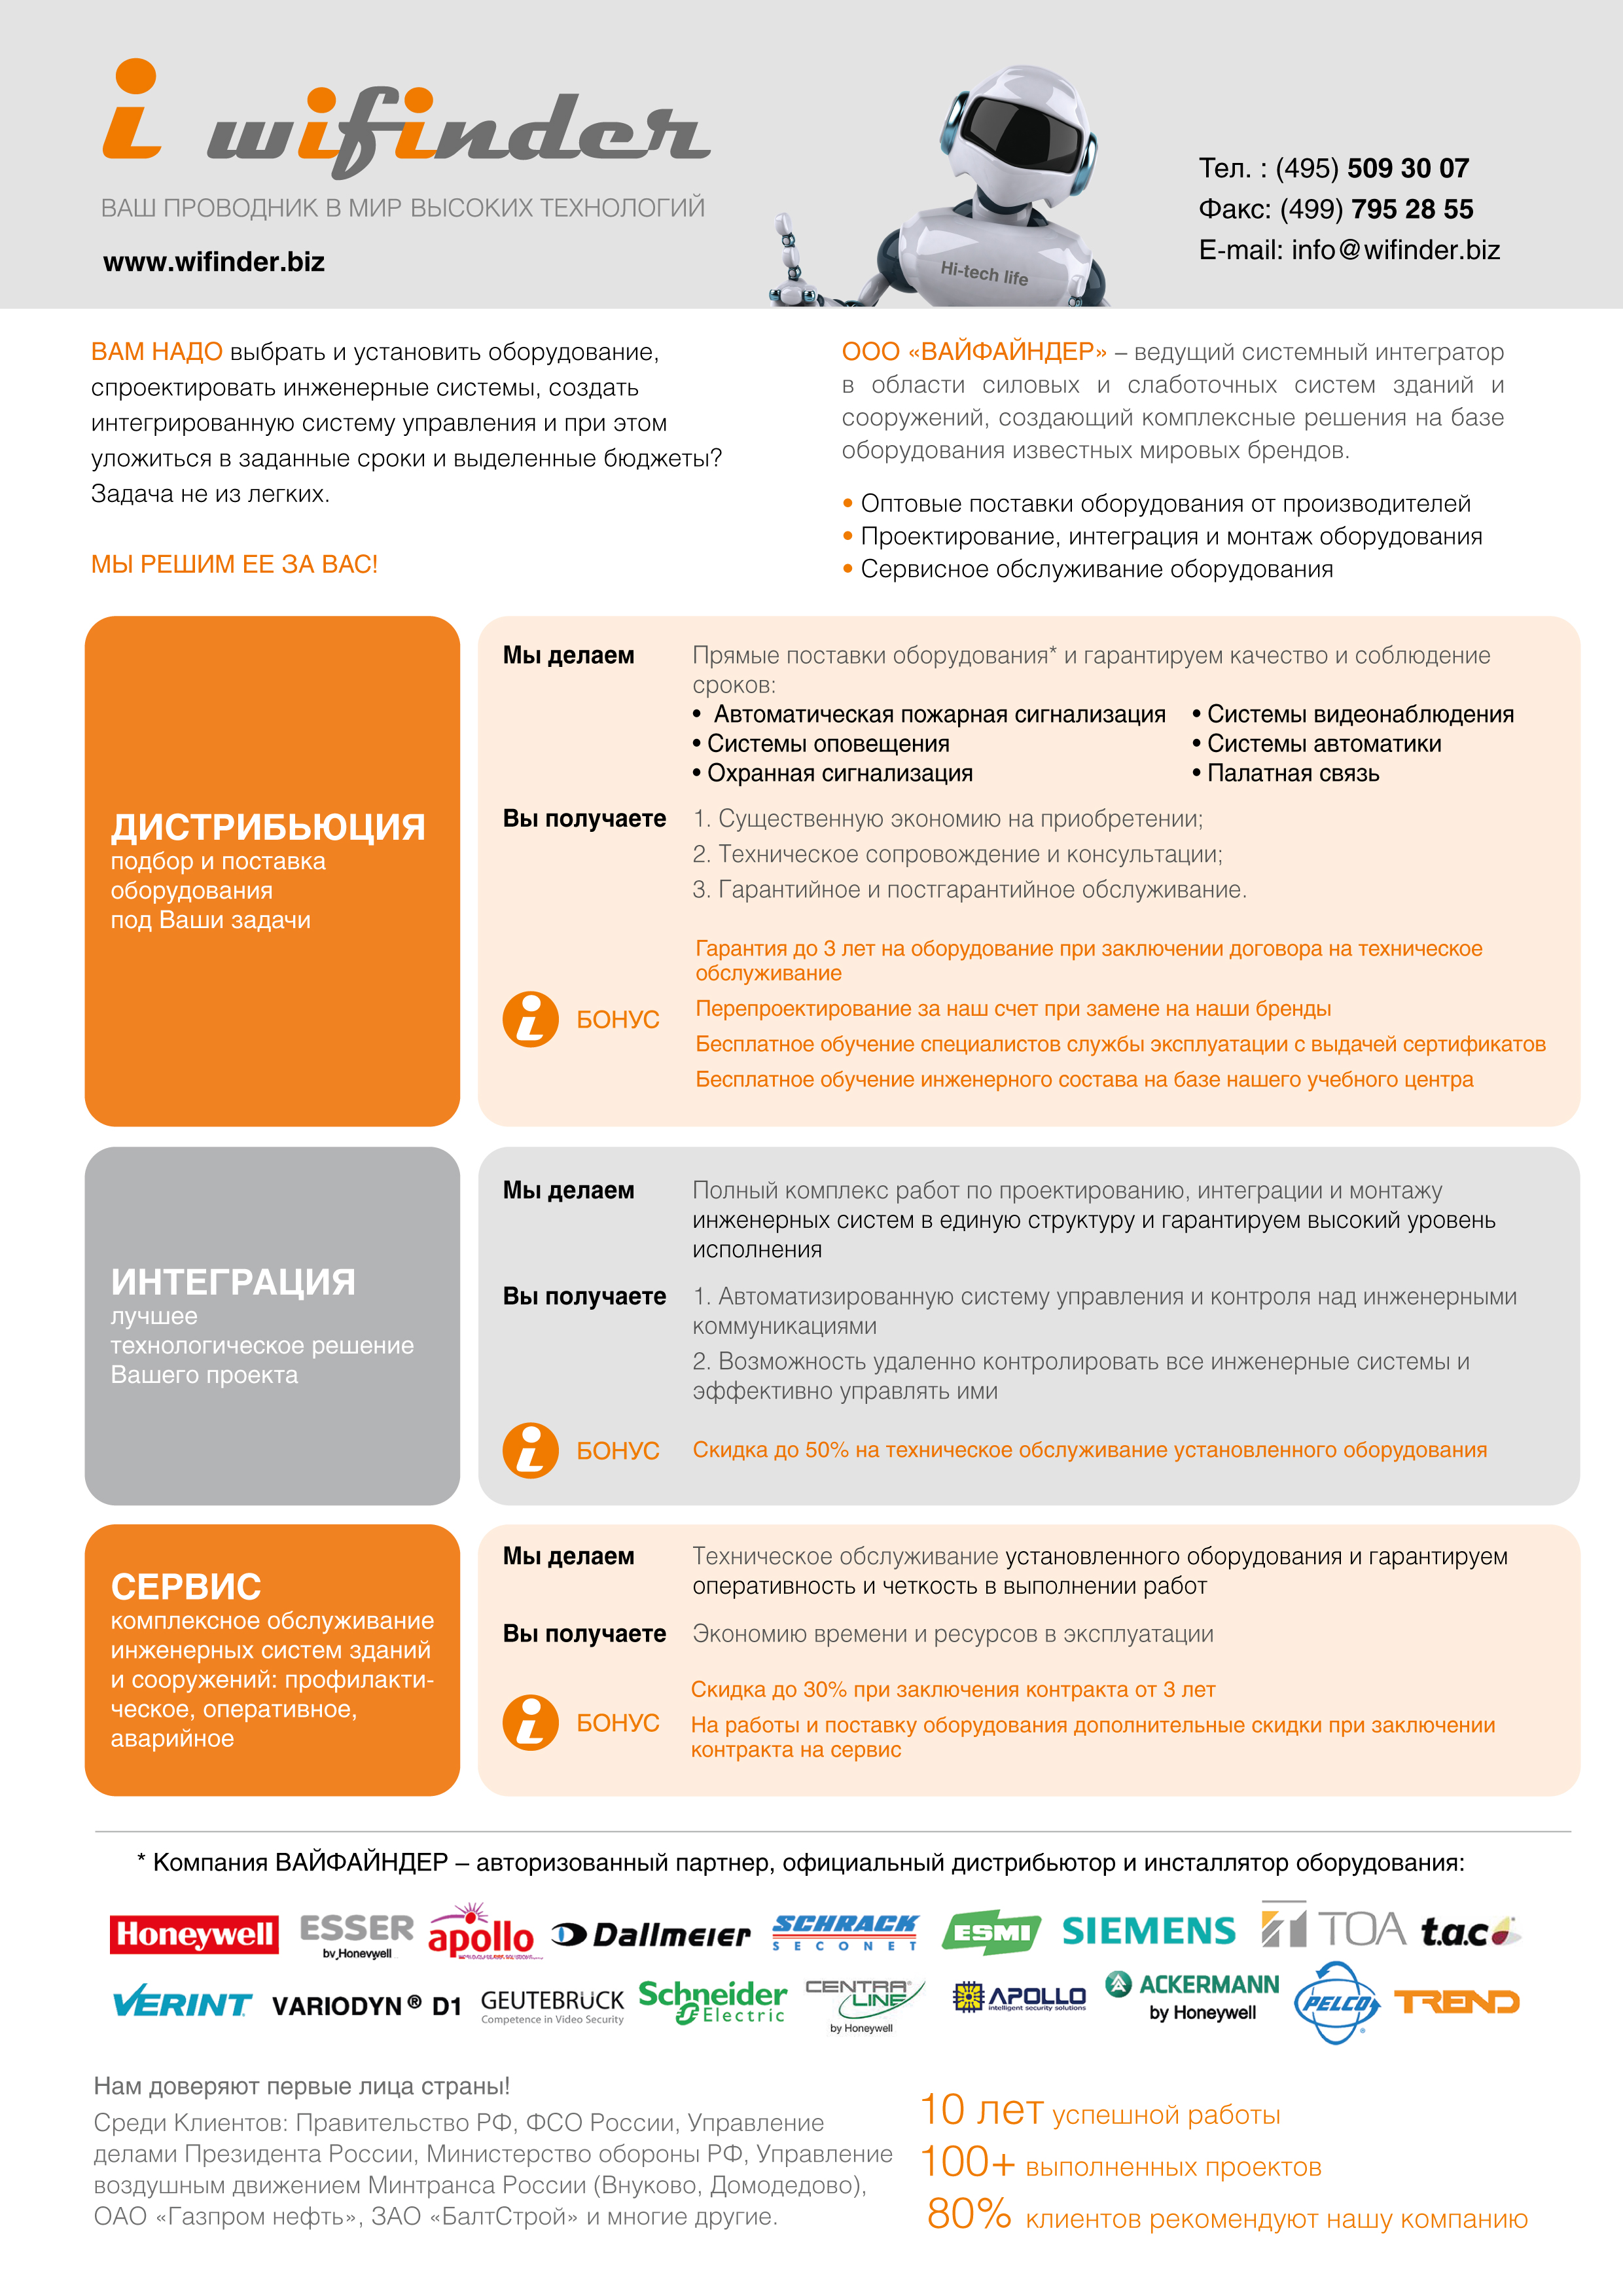 i wifinder
ВАШ ПРОВОДНИК В МИР ВЫСОКИХ ТЕХНОЛОГИЙ
www.wifinder.biz
Hi-tech life
Тел. : (495) 509 30 07
Факс: (499) 795 28 55
E-mail: info@wifinder.biz
ВАМ НАДО выбрать и установить оборудование,
спроектировать инженерные системы, создать
интегрированную систему управления и при этом
уложиться в заданные сроки и выделенные бюджеты?
Задача не из легких.
МЫ РЕШИМ ЕЕ ЗА ВАС!
ООО «ВАЙФАЙНДЕР» – ведущий системный интегратор
в области силовых и слаботочных систем зданий и
сооружений, создающий комплексные решения на базе
оборудования известных мировых брендов.
• Оптовые поставки оборудования от производителей
• Проектирование, интеграция и монтаж оборудования
• Сервисное обслуживание оборудования
ДИСТРИБЬЮЦИЯ
подбор и поставка
оборудования
под Ваши задачи
Мы делаем
Прямые поставки оборудования* и гарантируем качество и соблюдение
сроков:
• Автоматическая пожарная сигнализация
• Системы оповещения
• Охранная сигнализация
• Системы видеонаблюдения
• Системы автоматики
• Палатная связь
Вы получаете
1. Существенную экономию на приобретении;
2. Техническое сопровождение и консультации;
3. Гарантийное и постгарантийное обслуживание.
i БОНУС
Гарантия до 3 лет на оборудование при заключении договора на техническое
обслуживание
Перепроектирование за наш счет при замене на наши бренды
Бесплатное обучение специалистов службы эксплуатации с выдачей сертификатов
Бесплатное обучение инженерного состава на базе нашего учебного центра
ИНТЕГРАЦИЯ
лучшее
технологическое решение
Вашего проекта
Мы делаем
Полный комплекс работ по проектированию, интеграции и монтажу
инженерных систем в единую структуру и гарантируем высокий уровень
исполнения
Вы получаете
1. Автоматизированную систему управления и контроля над инженерными
коммуникациями
2. Возможность удаленно контролировать все инженерные системы и
эффективно управлять ими
i БОНУС
Скидка до 50% на техническое обслуживание установленного оборудования
СЕРВИС
комплексное обслуживание
инженерных систем зданий
и сооружений: профилакти-
ческое, оперативное,
аварийное
Мы делаем
Техническое обслуживание установленного оборудования и гарантируем
оперативность и четкость в выполнении работ
Вы получаете
Экономию времени и ресурсов в эксплуатации
i БОНУС
Скидка до 30% при заключения контракта от 3 лет
На работы и поставку оборудования дополнительные скидки при заключении
контракта на сервис
* Компания ВАЙФАЙНДЕР – авторизованный партнер, официальный дистрибьютор и инсталлятор оборудования:
Honeywell
ESSER
by Honeywell
apollo
Dallmeier
SCHRACK
SECONET
ESMI
SIEMENS
TOA
t.a.c
VERINT
VARIODYN® D1
GEUTEBRÜCK
Competence in Video Security
Schneider
Electric
CENTRA®
LINE
by Honeywell
APOLLO
intelligent security solutions
ACKERMANN
by Honeywell
PELCO®
TREND
Нам доверяют первые лица страны!
Среди Клиентов: Правительство РФ, ФСО России, Управление
делами Президента России, Министерство обороны РФ, Управление
воздушным движением Минтранса России (Внуково, Домодедово),
ОАО «Газпром нефть», ЗАО «БалтСтрой» и многие другие.
10 лет успешной работы
100+ выполненных проектов
80% клиентов рекомендуют нашу компанию